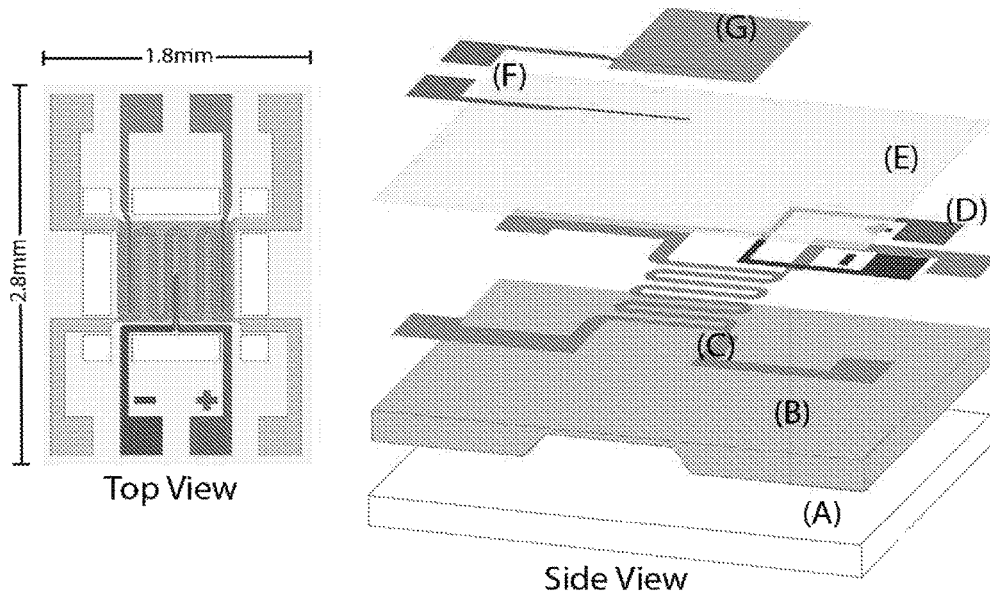 1.8mm
2.8mm
- +
Top View
(G)
(F)
(E)
(D)
+
-
(C)
(B)
(A)
Side View